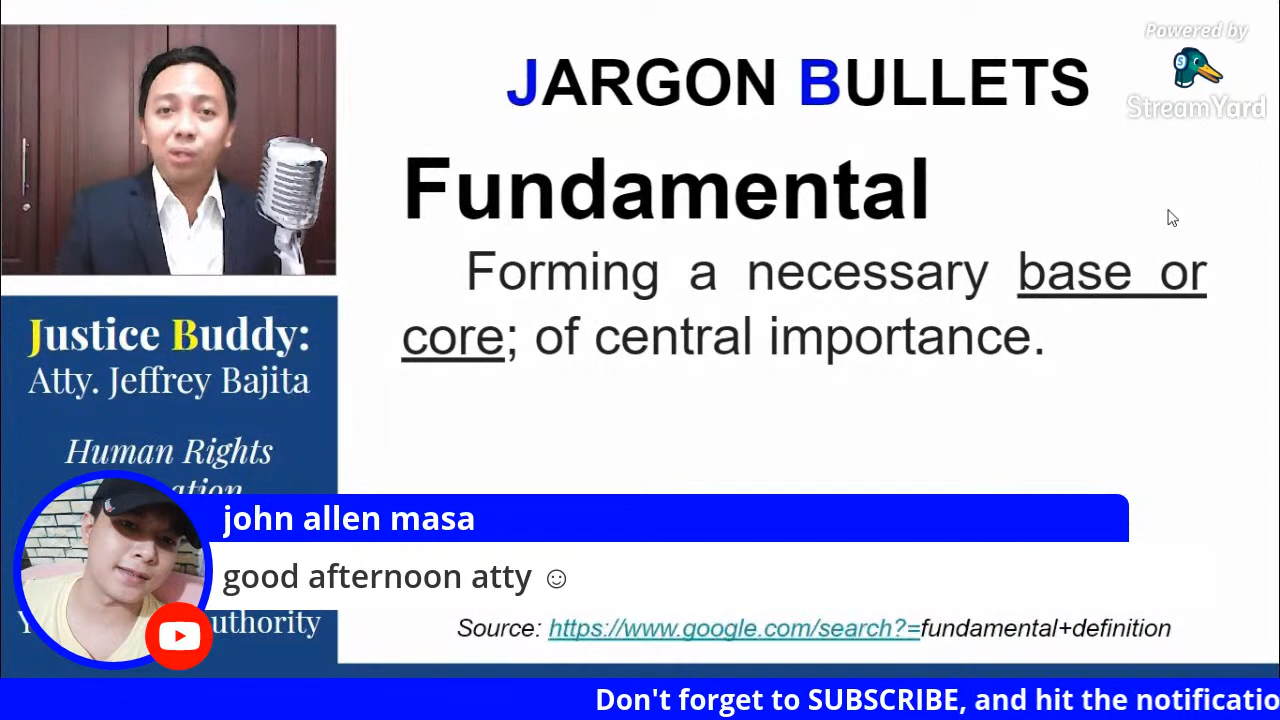 Powered by
StreamYard
JARGON BULLETS
Fundamental
Forming a necessary base or
core; of central importance.
Justice Buddy:
Atty. Jeffrey Bajita
Human Rights
john allen masa
good afternoon atty ☺
Source: https://www.google.com/search?=fundamental+definition
Don't forget to SUBSCRIBE, and hit the